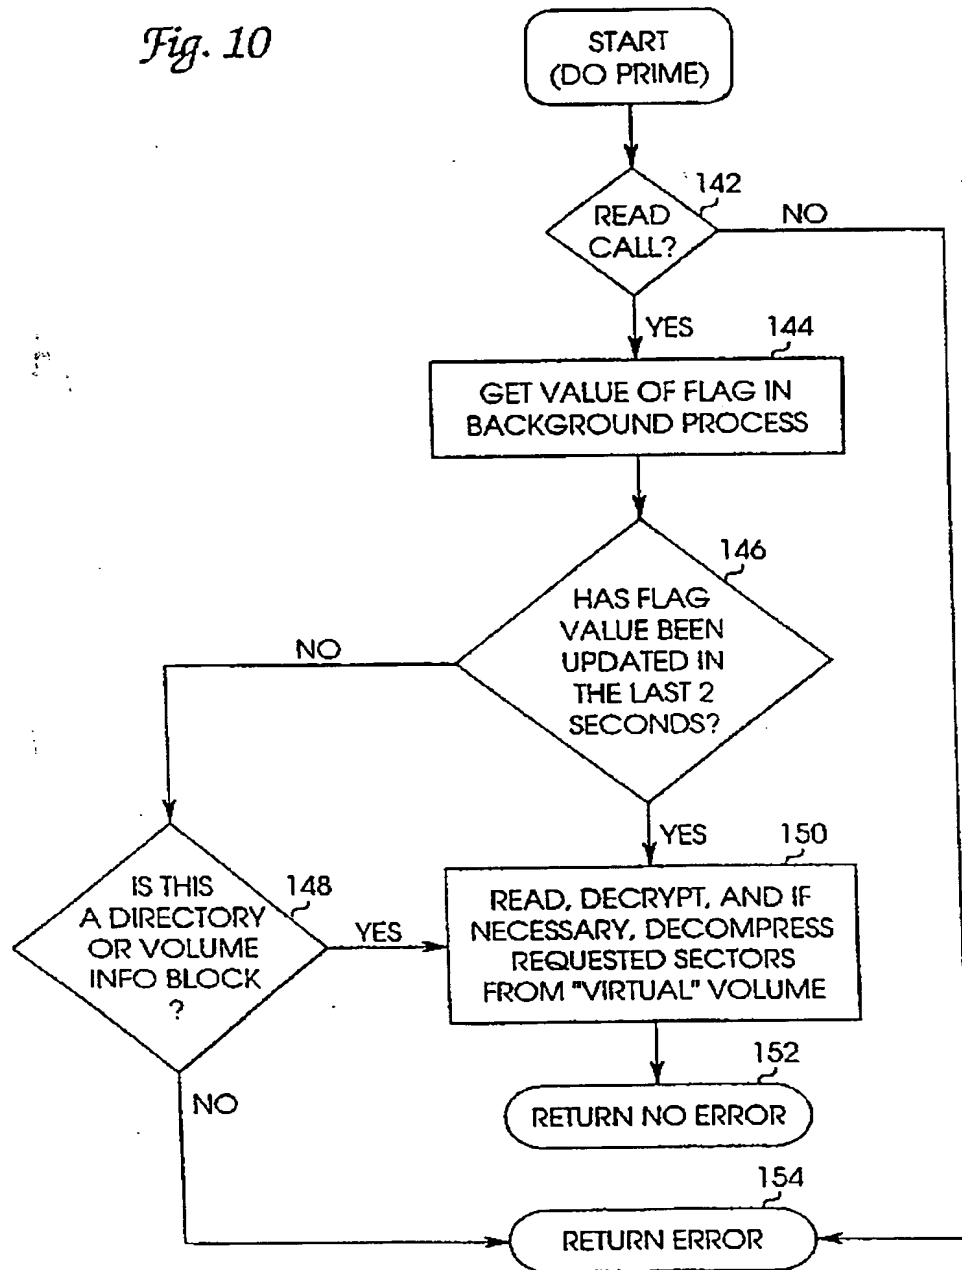 Fig. 10
START
(DO PRIME)
142
READ
CALL?
NO
YES
144
GET VALUE OF FLAG IN
BACKGROUND PROCESS
146
HAS FLAG
VALUE BEEN
UPDATED IN
THE LAST 2
SECONDS?
NO
YES
148
IS THIS
A DIRECTORY
OR VOLUME
INFO BLOCK
?
YES
150
READ, DECRYPT, AND IF
NECESSARY, DECOMPRESS
REQUESTED SECTORS
FROM "VIRTUAL" VOLUME
NO
152
RETURN NO ERROR
154
RETURN ERROR